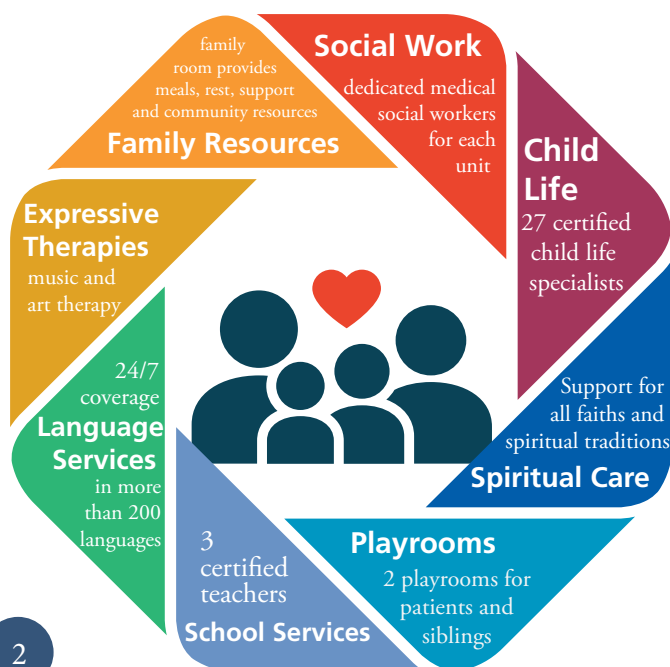 family
room provides
meals, rest, support
and community resources
Family Resources
Social Work
dedicated medical
social workers
for each
unit
Child
Life
27 certified
child life
specialists
Support for
all faiths and
spiritual traditions
Spiritual Care
Playrooms
2 playrooms for
patients and
siblings
3
certified
teachers
School Services
24/7
coverage
Language
Services
in more
than 200
languages
Expressive
Therapies
music and
art therapy
2